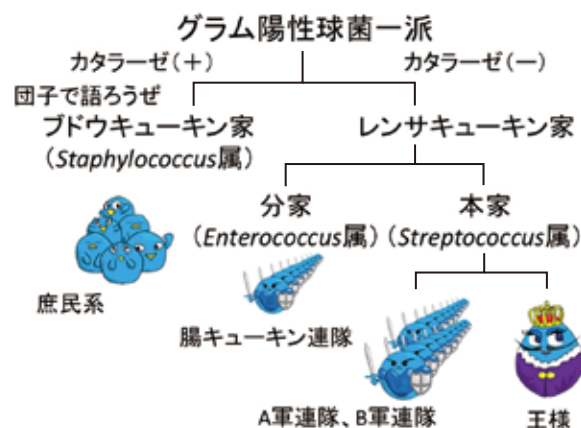 グラム陽性球菌一派
カタラーゼ(+)
カタラーゼ(ー)
団子で語ろうぜ
ブドウキューキン家
(Staphylococcus属)
レンサキューキン家
分家
(Enterococcus属)
本家
(Streptococcus属)
庶民系
腸キューキン連隊
A軍連隊、B軍連隊
王様